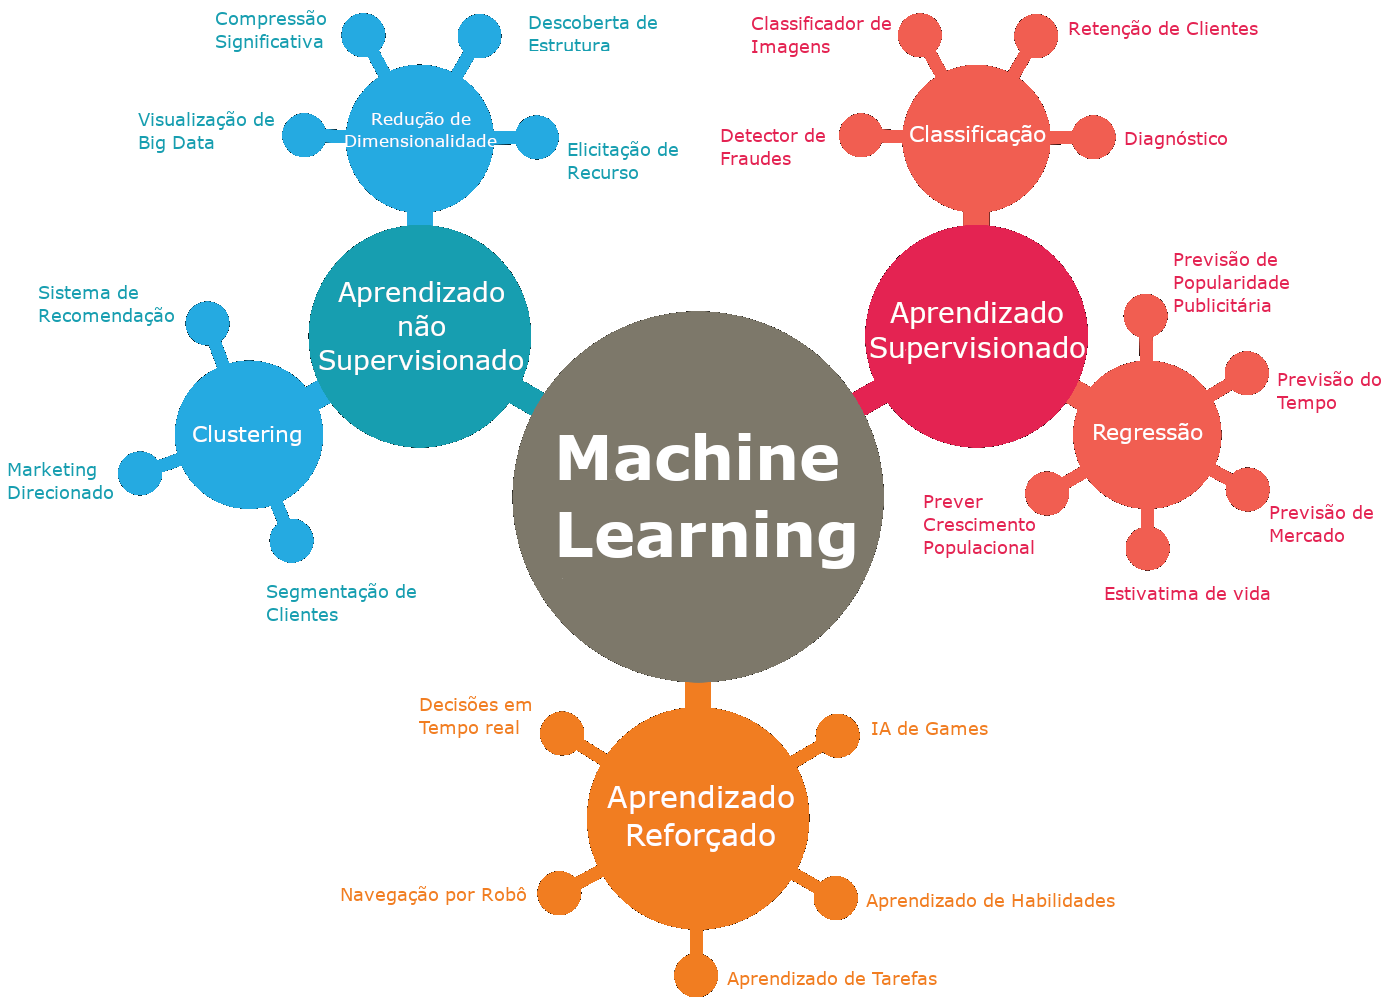 Compressão
Significativa
Descoberta de
Estrutura
Visualização de
Big Data
Redução de
Dimensionalidade
Elicitação de
Recurso
Aprendizado
não
Supervisionado
Sistema de
Recomendação
Clustering
Marketing
Direcionado
Segmentação de
Clientes
Machine
Learning
Classificador de
Imagens
Retenção de Clientes
Detector de
Fraudes
Classificação
Diagnóstico
Aprendizado
Supervisionado
Previsão de
Popularidade
Publicitária
Previsão do
Tempo
Regressão
Prever
Crescimento
Populacional
Previsão de
Mercado
Estivatima de vida
Decisões em
Tempo real
IA de Games
Aprendizado
Reforçado
Navegação por Robô
Aprendizado de Habilidades
Aprendizado de Tarefas